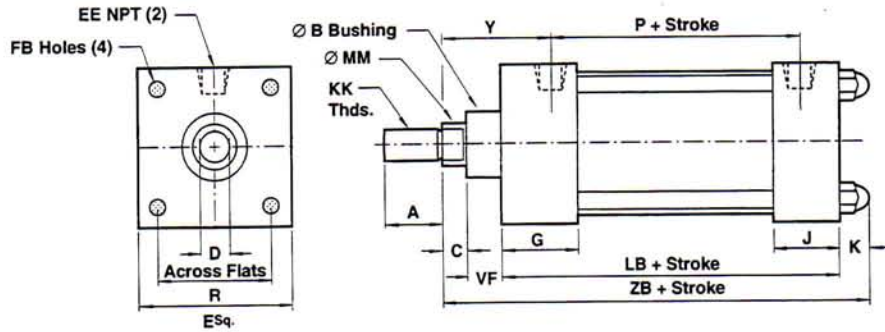 EE NPT (2)
FB Holes (4)
D
Across Flats
R
ESq.
Ø B Bushing
Ø MM
KK
Thds.
Y
P + Stroke
A
C
G
J
K
VF
LB + Stroke
ZB + Stroke